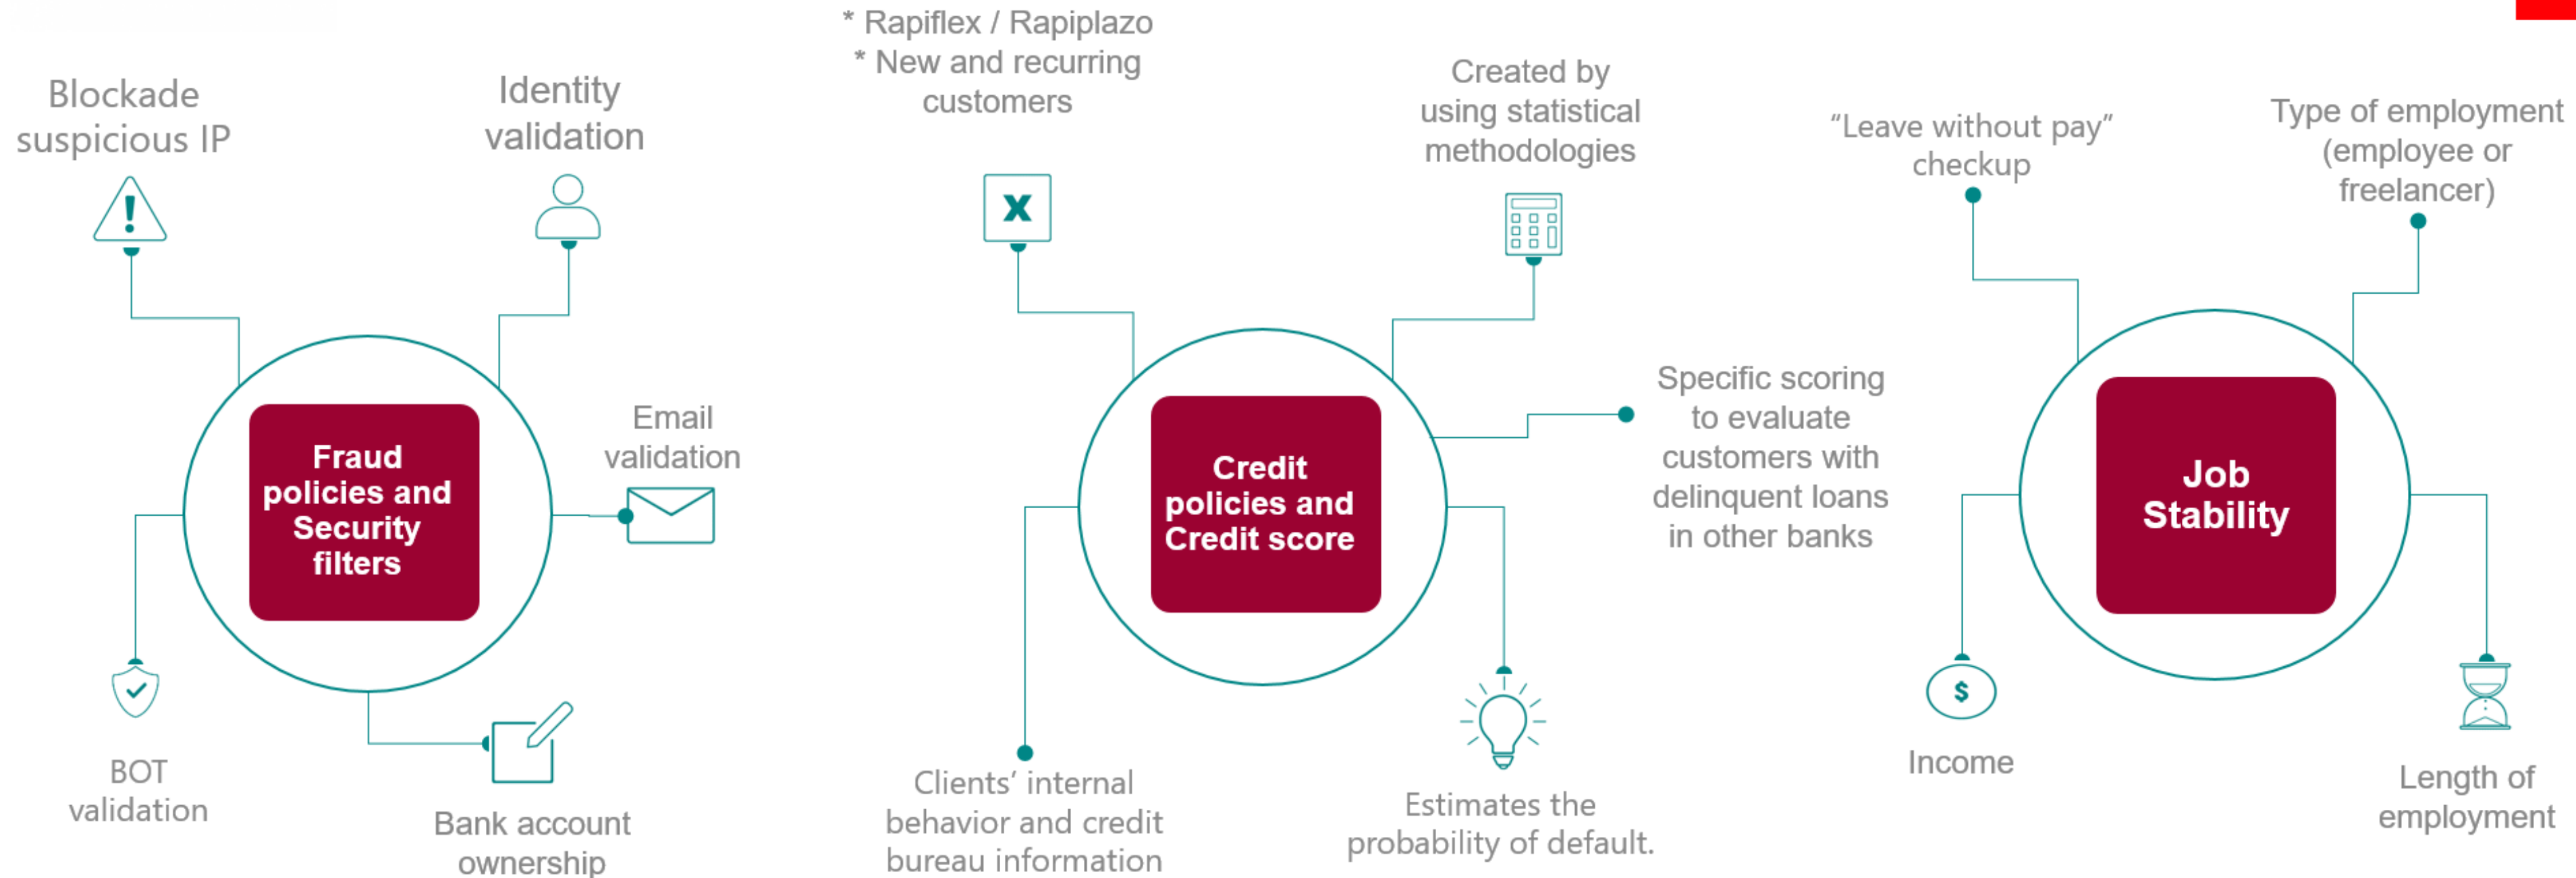 Blockade
suspicious IP
Identity
validation
Email
validation
Fraud
policies and
Security
filters
BOT
validation
Bank account
ownership
* Rapiflex / Rapiplazo
* New and recurring
customers
X
Created by
using statistical
methodologies
Specific scoring
to evaluate
customers with
delinquent loans
in other banks
Credit
policies and
Credit score
Clients’ internal
behavior and credit
bureau information
Estimates the
probability of default.
“Leave without pay”
checkup
Type of employment
(employee or
freelancer)
Job
Stability
$
Income
Length of
employment